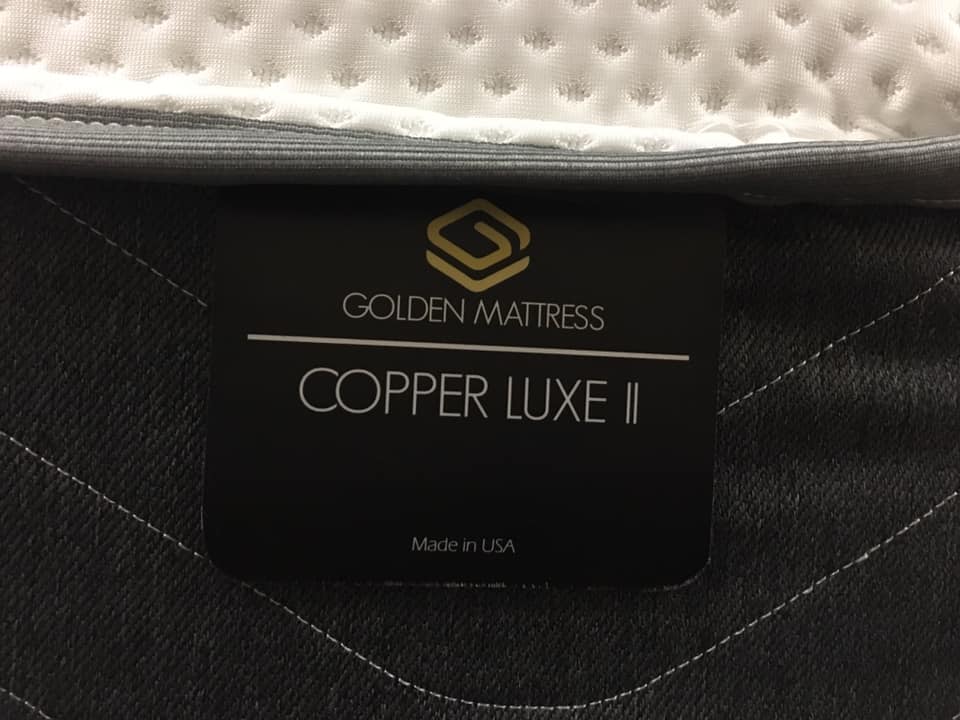 GOLDEN MATTRESS
COPPER LUXE II
Made in USA